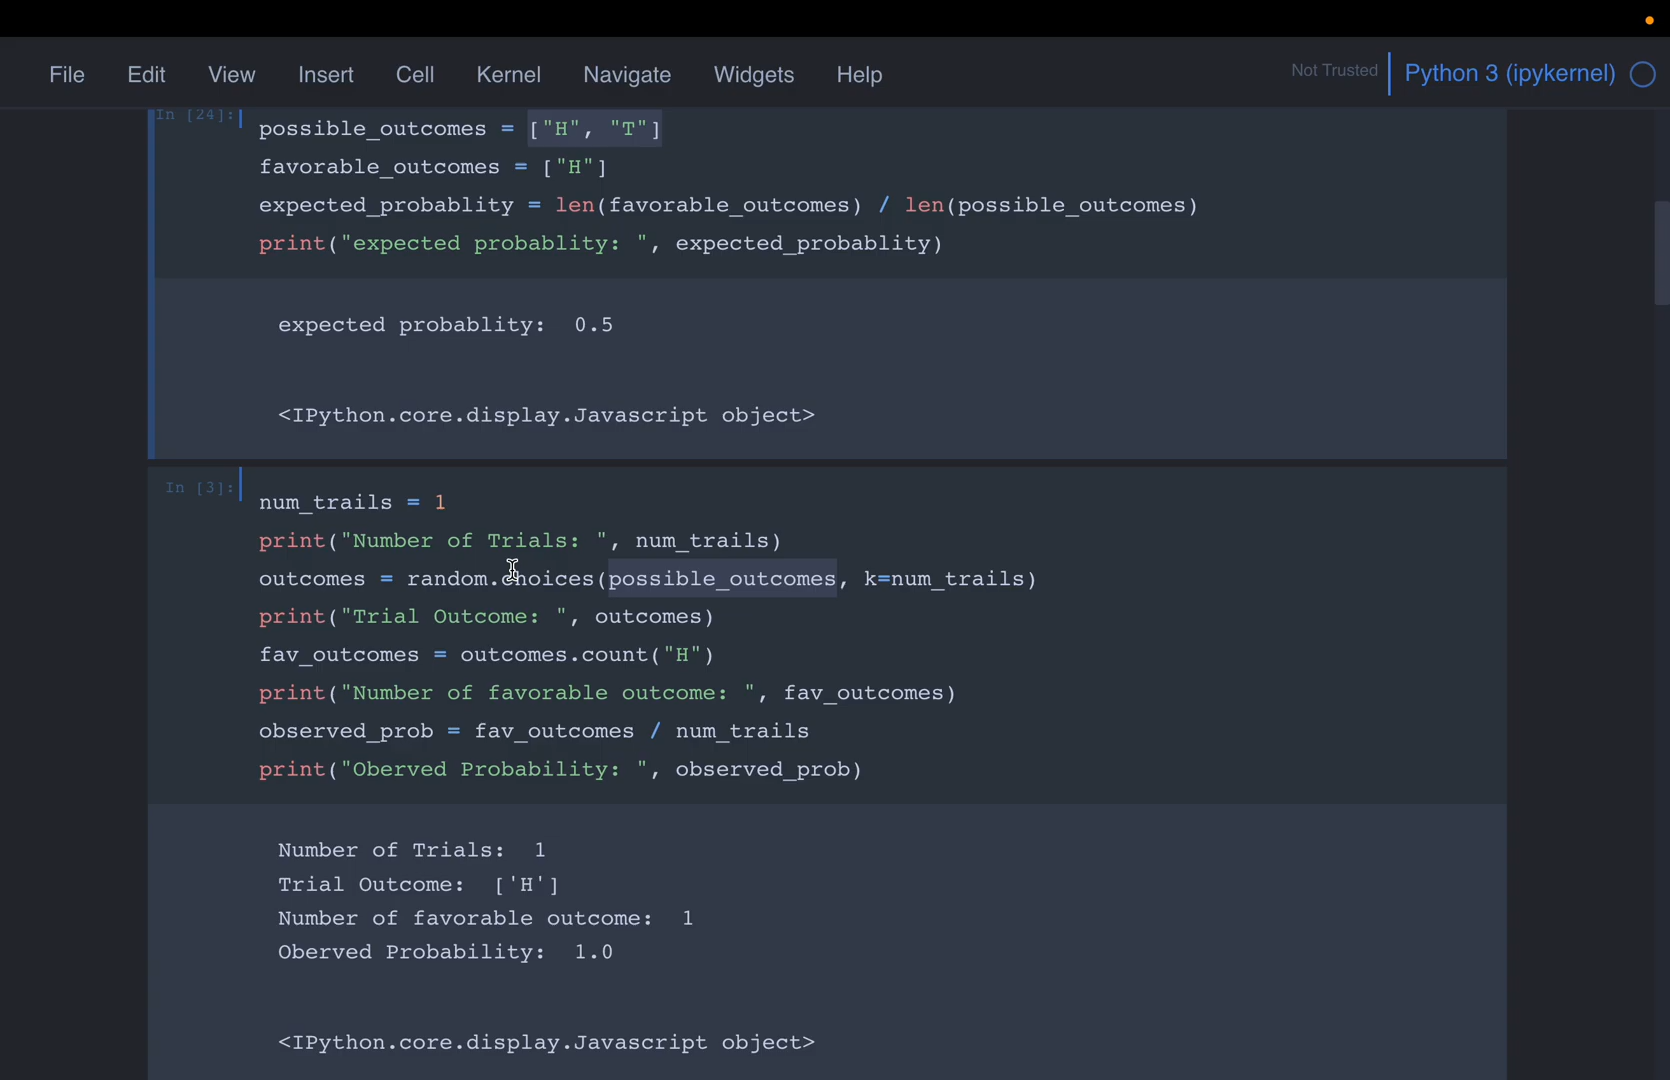 File Edit View Insert Cell Kernel Navigate Widgets Help Not Trusted Python 3 (ipykernel)
In [24]:
possible_outcomes = ["H", "T"]
favorable_outcomes = ["H"]
expected_probablity = len(favorable_outcomes) / len(possible_outcomes)
print("expected probablity: ", expected_probablity)
expected probablity:  0.5
<IPython.core.display.Javascript object>
In [3]:
num_trails = 1
print("Number of Trials: ", num_trails)
outcomes = random.choices(possible_outcomes, k=num_trails)
print("Trial Outcome: ", outcomes)
fav_outcomes = outcomes.count("H")
print("Number of favorable outcome: ", fav_outcomes)
observed_prob = fav_outcomes / num_trails
print("Oberved Probability: ", observed_prob)
Number of Trials:  1
Trial Outcome:  ['H']
Number of favorable outcome:  1
Oberved Probability:  1.0
<IPython.core.display.Javascript object>